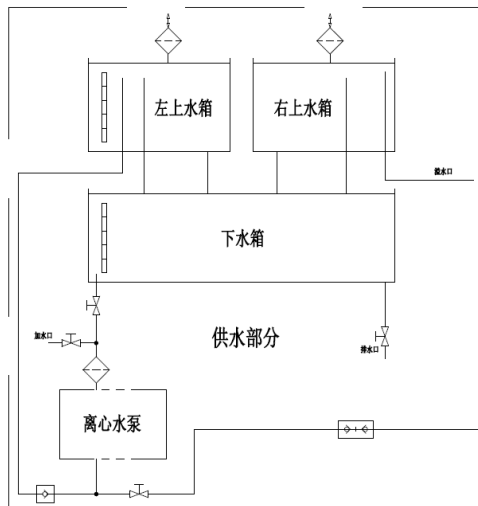 左上水箱
右上水箱
溢水口
下水箱
加水口
供水部分
排水口
离心水泵